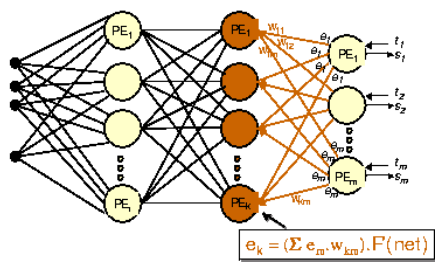 PE1
PE1
w11
w12
w1m
e1
e1
e1
PE1
t1
s1
t2
s2
em
em
em
PEm
tm
sm
PEi
PEk
wkm
ek = (Σ em.wkm).F'(net)